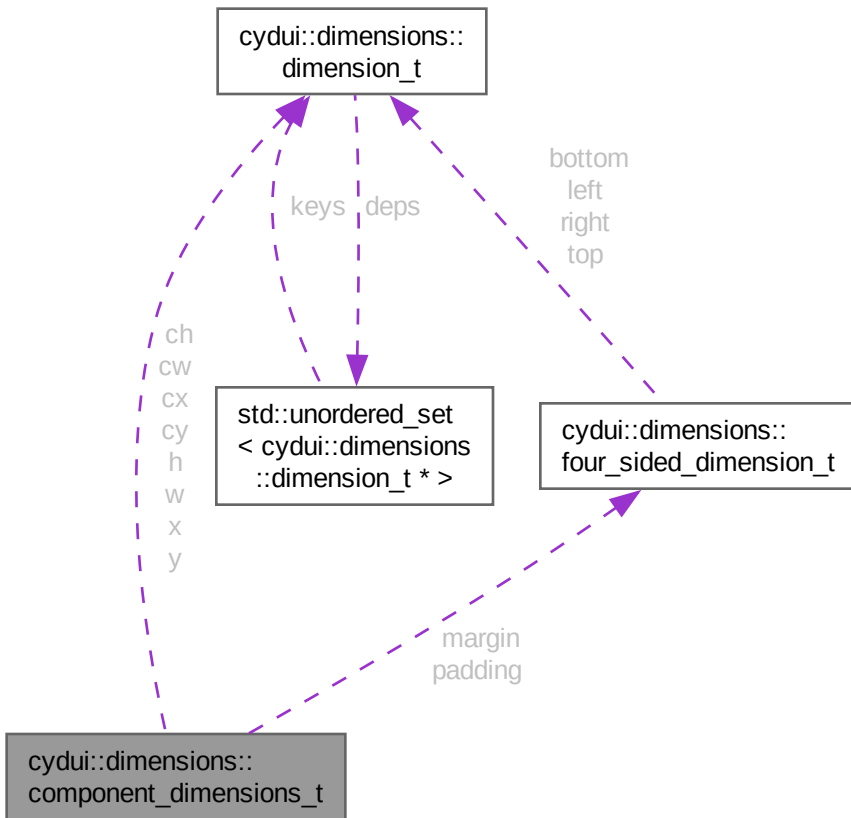 cydui::dimensions::
dimension_t
bottom
left
right
top
keys
deps
ch
cw
cx
cy
h
w
x
y
std::unordered_set
< cydui::dimensions
::dimension_t * >
cydui::dimensions::
four_sided_dimension_t
margin
padding
cydui::dimensions::
component_dimensions_t